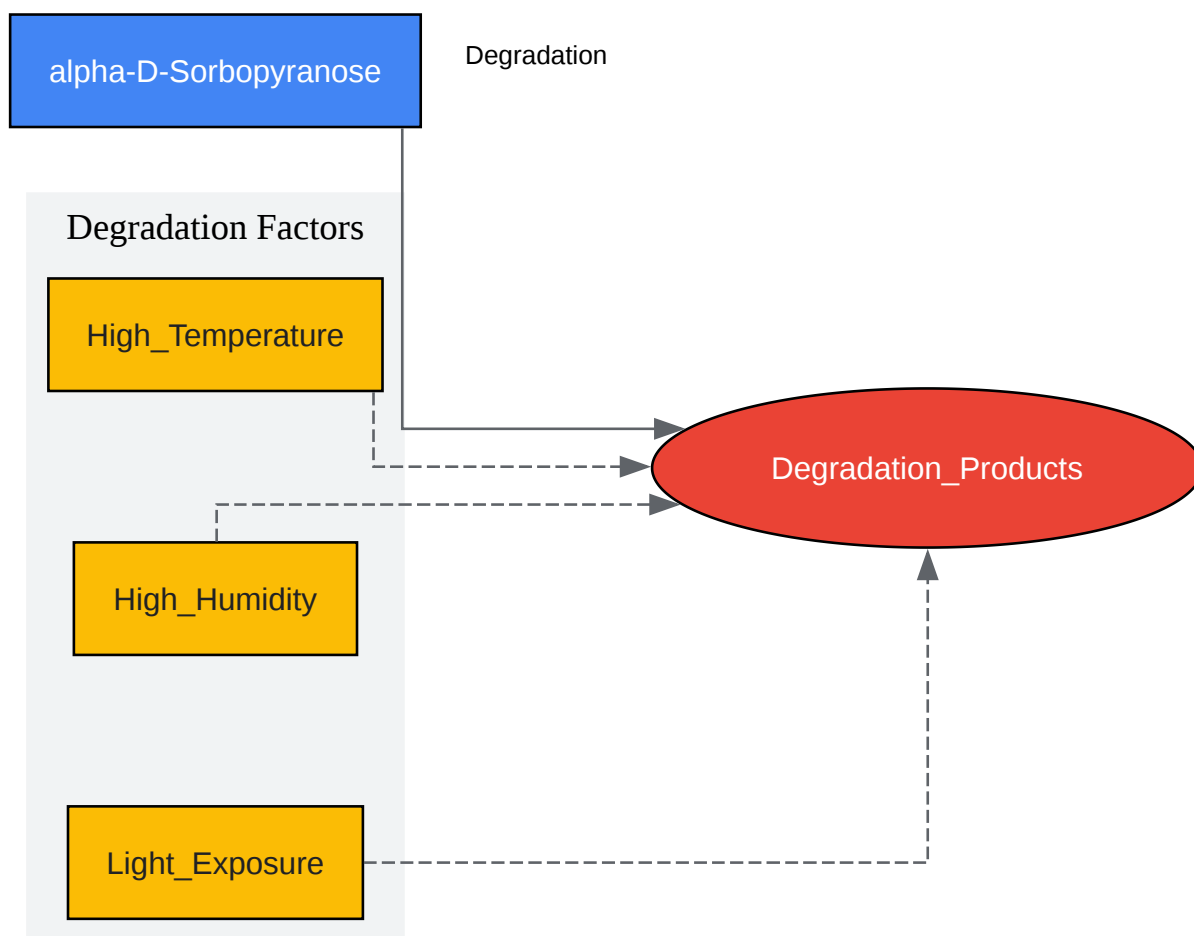 alpha-D-Sorbopyranose
Degradation
Degradation Factors
High_Temperature
Degradation_Products
High_Humidity
Light_Exposure